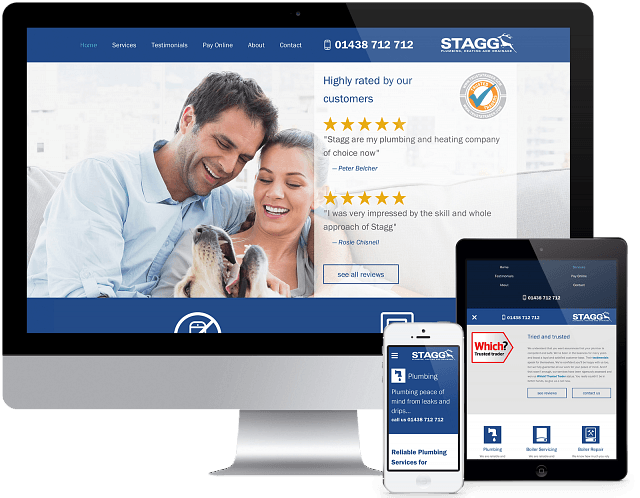 Home Services Testimonials Pay Online About Contact 01438 712 712 STAGG
PLUMBING, HEATING AND DRAINAGE
Highly rated by our
customers
"Stagg are my plumbing and heating company
of choice now"
— Peter Belcher
"I was very impressed by the skill and whole
approach of Stagg"
— Rosie Chisnell
see all reviews
STAGG
Plumbing
Plumbing peace of
mind from leaks and
drips...
call us 01438 712 712
Reliable Plumbing
Services for
Home Services
Testimonials Pay Online
About Contact
01438 712 712
01438 712 712 STAGG
Which?
Trusted trader
Tried and trusted
see reviews contact us
Plumbing Boiler Servicing Boiler Repair